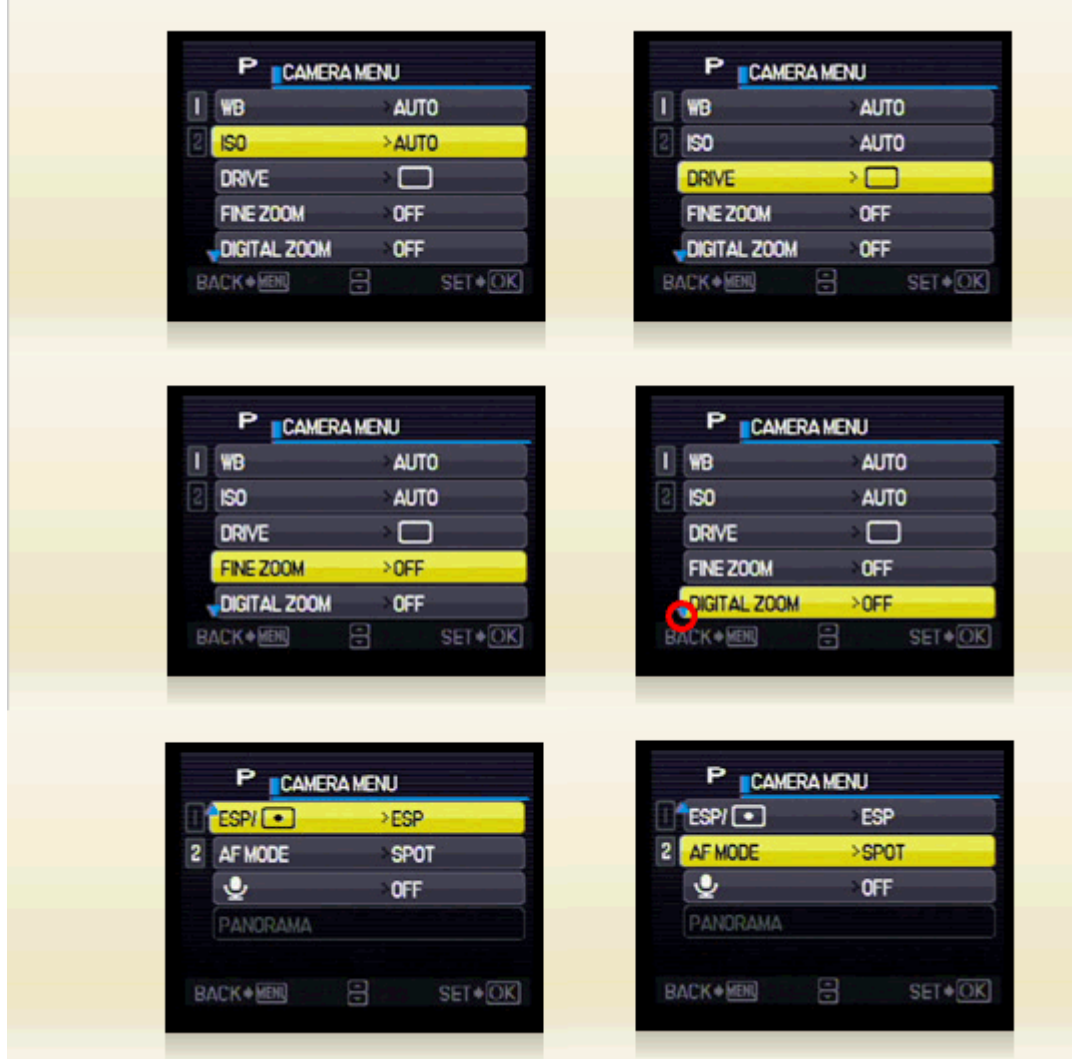 P CAMERA MENU
1 WB > AUTO
2 ISO > AUTO
DRIVE >
FINE ZOOM > OFF
DIGITAL ZOOM > OFF
BACK MENU SET OK
P CAMERA MENU
1 WB > AUTO
2 ISO > AUTO
DRIVE >
FINE ZOOM > OFF
DIGITAL ZOOM > OFF
BACK MENU SET OK
P CAMERA MENU
1 WB > AUTO
2 ISO > AUTO
DRIVE >
FINE ZOOM > OFF
DIGITAL ZOOM > OFF
BACK MENU SET OK
P CAMERA MENU
1 WB > AUTO
2 ISO > AUTO
DRIVE >
FINE ZOOM > OFF
DIGITAL ZOOM > OFF
BACK MENU SET OK
P CAMERA MENU
1 ESP/ > ESP
2 AF MODE > SPOT
> OFF
PANORAMA
BACK MENU SET OK
P CAMERA MENU
1 ESP/ > ESP
2 AF MODE > SPOT
> OFF
PANORAMA
BACK MENU SET OK